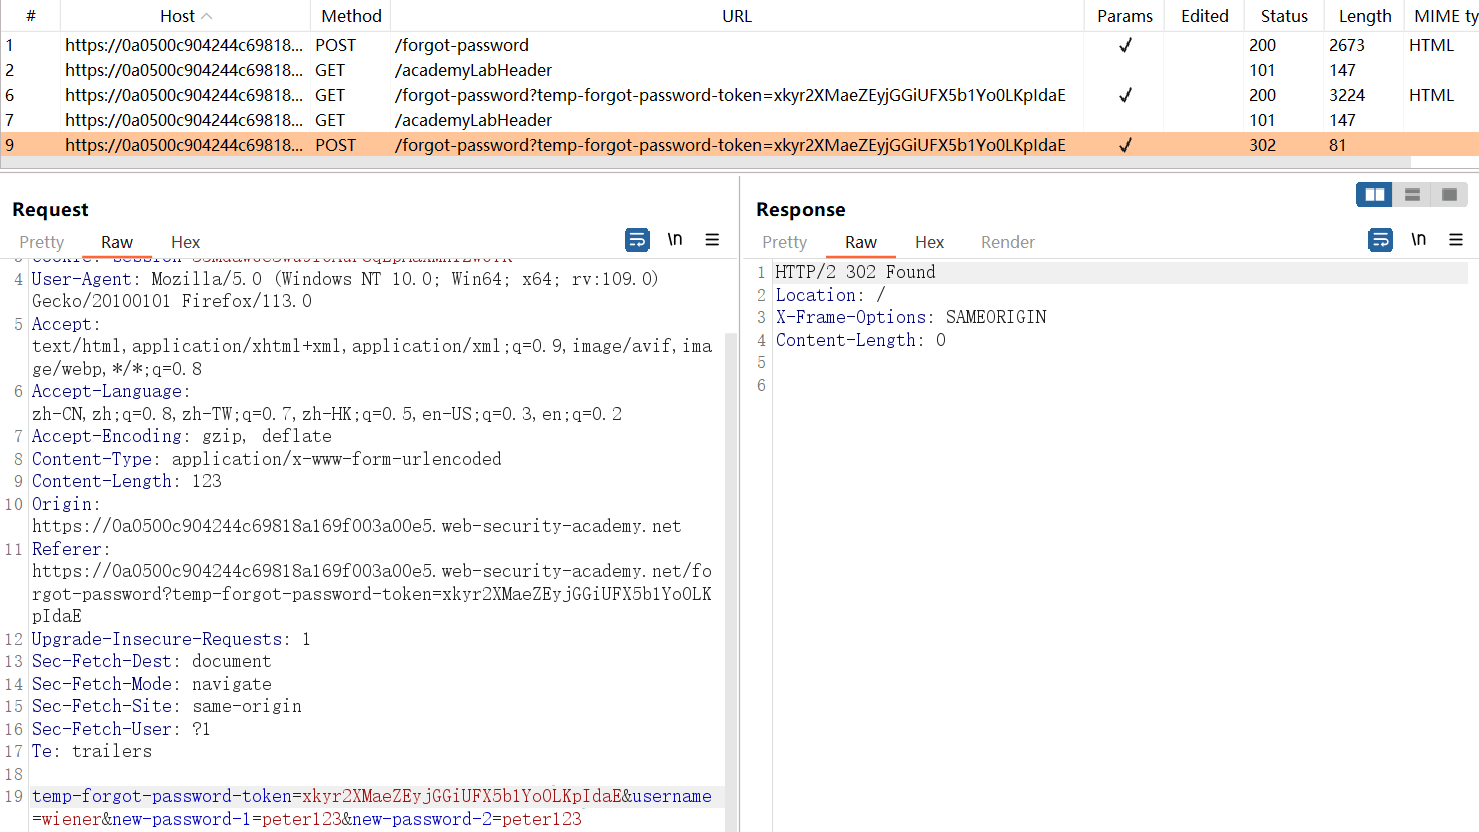 # Host Method URL Params Edited Status Length MIME ty
1 https://0a0500c904244c69818... POST /forgot-password ✓ 200 2673 HTML
2 https://0a0500c904244c69818... GET /academyLabHeader 101 147
6 https://0a0500c904244c69818... GET /forgot-password?temp-forgot-password-token=xkyr2XMaeZEyjGGiUFX5b1Yo0LKpIdaE ✓ 200 3224 HTML
7 https://0a0500c904244c69818... GET /academyLabHeader 101 147
9 https://0a0500c904244c69818... POST /forgot-password?temp-forgot-password-token=xkyr2XMaeZEyjGGiUFX5b1Yo0LKpIdaE ✓ 302 81
Request
Pretty Raw Hex \n
4 User-Agent: Mozilla/5.0 (Windows NT 10.0; Win64; x64; rv:109.0)
Gecko/20100101 Firefox/113.0
5 Accept:
text/html,application/xhtml+xml,application/xml;q=0.9,image/avif,ima
ge/webp,*/*;q=0.8
6 Accept-Language:
zh-CN,zh;q=0.8,zh-TW;q=0.7,zh-HK;q=0.5,en-US;q=0.3,en;q=0.2
7 Accept-Encoding: gzip, deflate
8 Content-Type: application/x-www-form-urlencoded
9 Content-Length: 123
10 Origin:
https://0a0500c904244c69818a169f003a00e5.web-security-academy.net
11 Referer:
https://0a0500c904244c69818a169f003a00e5.web-security-academy.net/fo
rgot-password?temp-forgot-password-token=xkyr2XMaeZEyjGGiUFX5b1Yo0LK
pIdaE
12 Upgrade-Insecure-Requests: 1
13 Sec-Fetch-Dest: document
14 Sec-Fetch-Mode: navigate
15 Sec-Fetch-Site: same-origin
16 Sec-Fetch-User: ?1
17 Te: trailers
18
19 temp-forgot-password-token=xkyr2XMaeZEyjGGiUFX5b1Yo0LKpIdaE&username
=wiener&new-password-1=peter123&new-password-2=peter123
Response
Pretty Raw Hex Render \n
1 HTTP/2 302 Found
2 Location: /
3 X-Frame-Options: SAMEORIGIN
4 Content-Length: 0
5
6